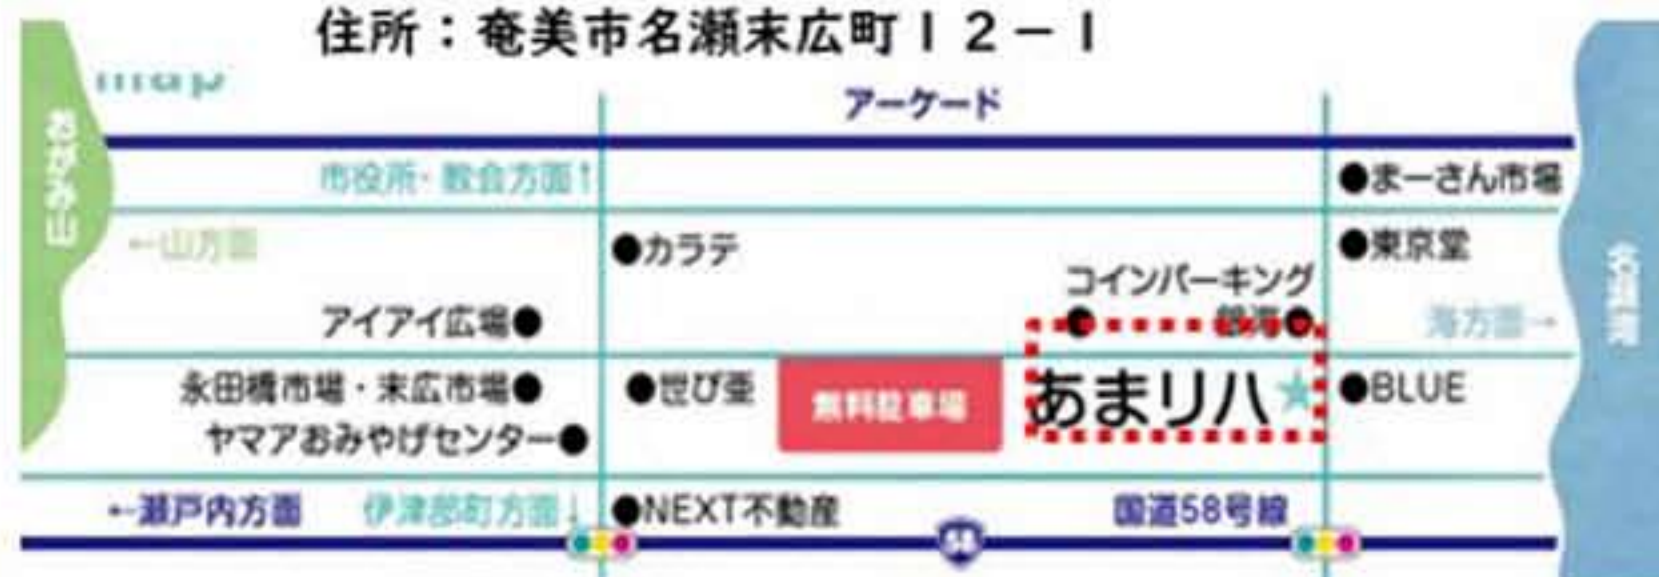 住所：奄美市名瀬末広町12－1
map
アーケード
おがみ山
市役所・教会方面↑
●まーさん市場
←山方面
●カラテ
●東京堂
コインパーキング
アイアイ広場●
海方面→
永田橋市場・末広市場●
●世び亜
無料駐車場
あまリハ★
●BLUE
ヤマアおみやげセンター●
←瀬戸内方面
伊津部町方面↓
●NEXT不動産
国道58号線
58